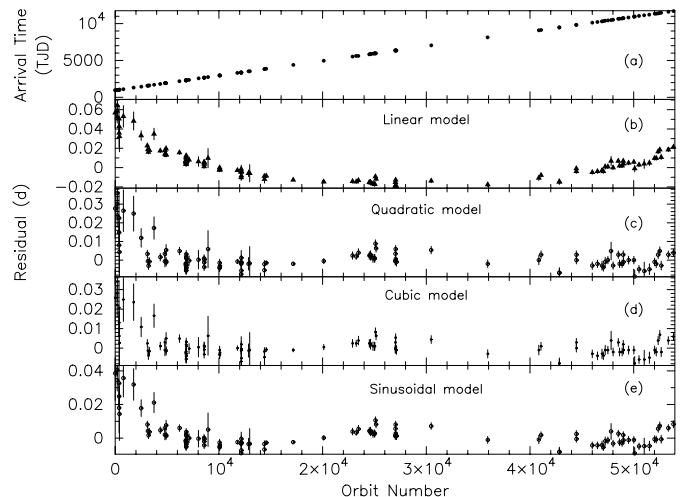 Arrival Time
(TJD)
10⁴
5000
0
(a)
0.06
0.04
0.02
0
−0.02
Linear model
(b)
Residual (d)
0.03
0.02
0.01
0
Quadratic model
(c)
0.03
0.02
0.01
0
Cubic model
(d)
0.04
0.02
0
Sinusoidal model
(e)
0 10⁴ 2×10⁴ 3×10⁴ 4×10⁴ 5×10⁴
Orbit Number